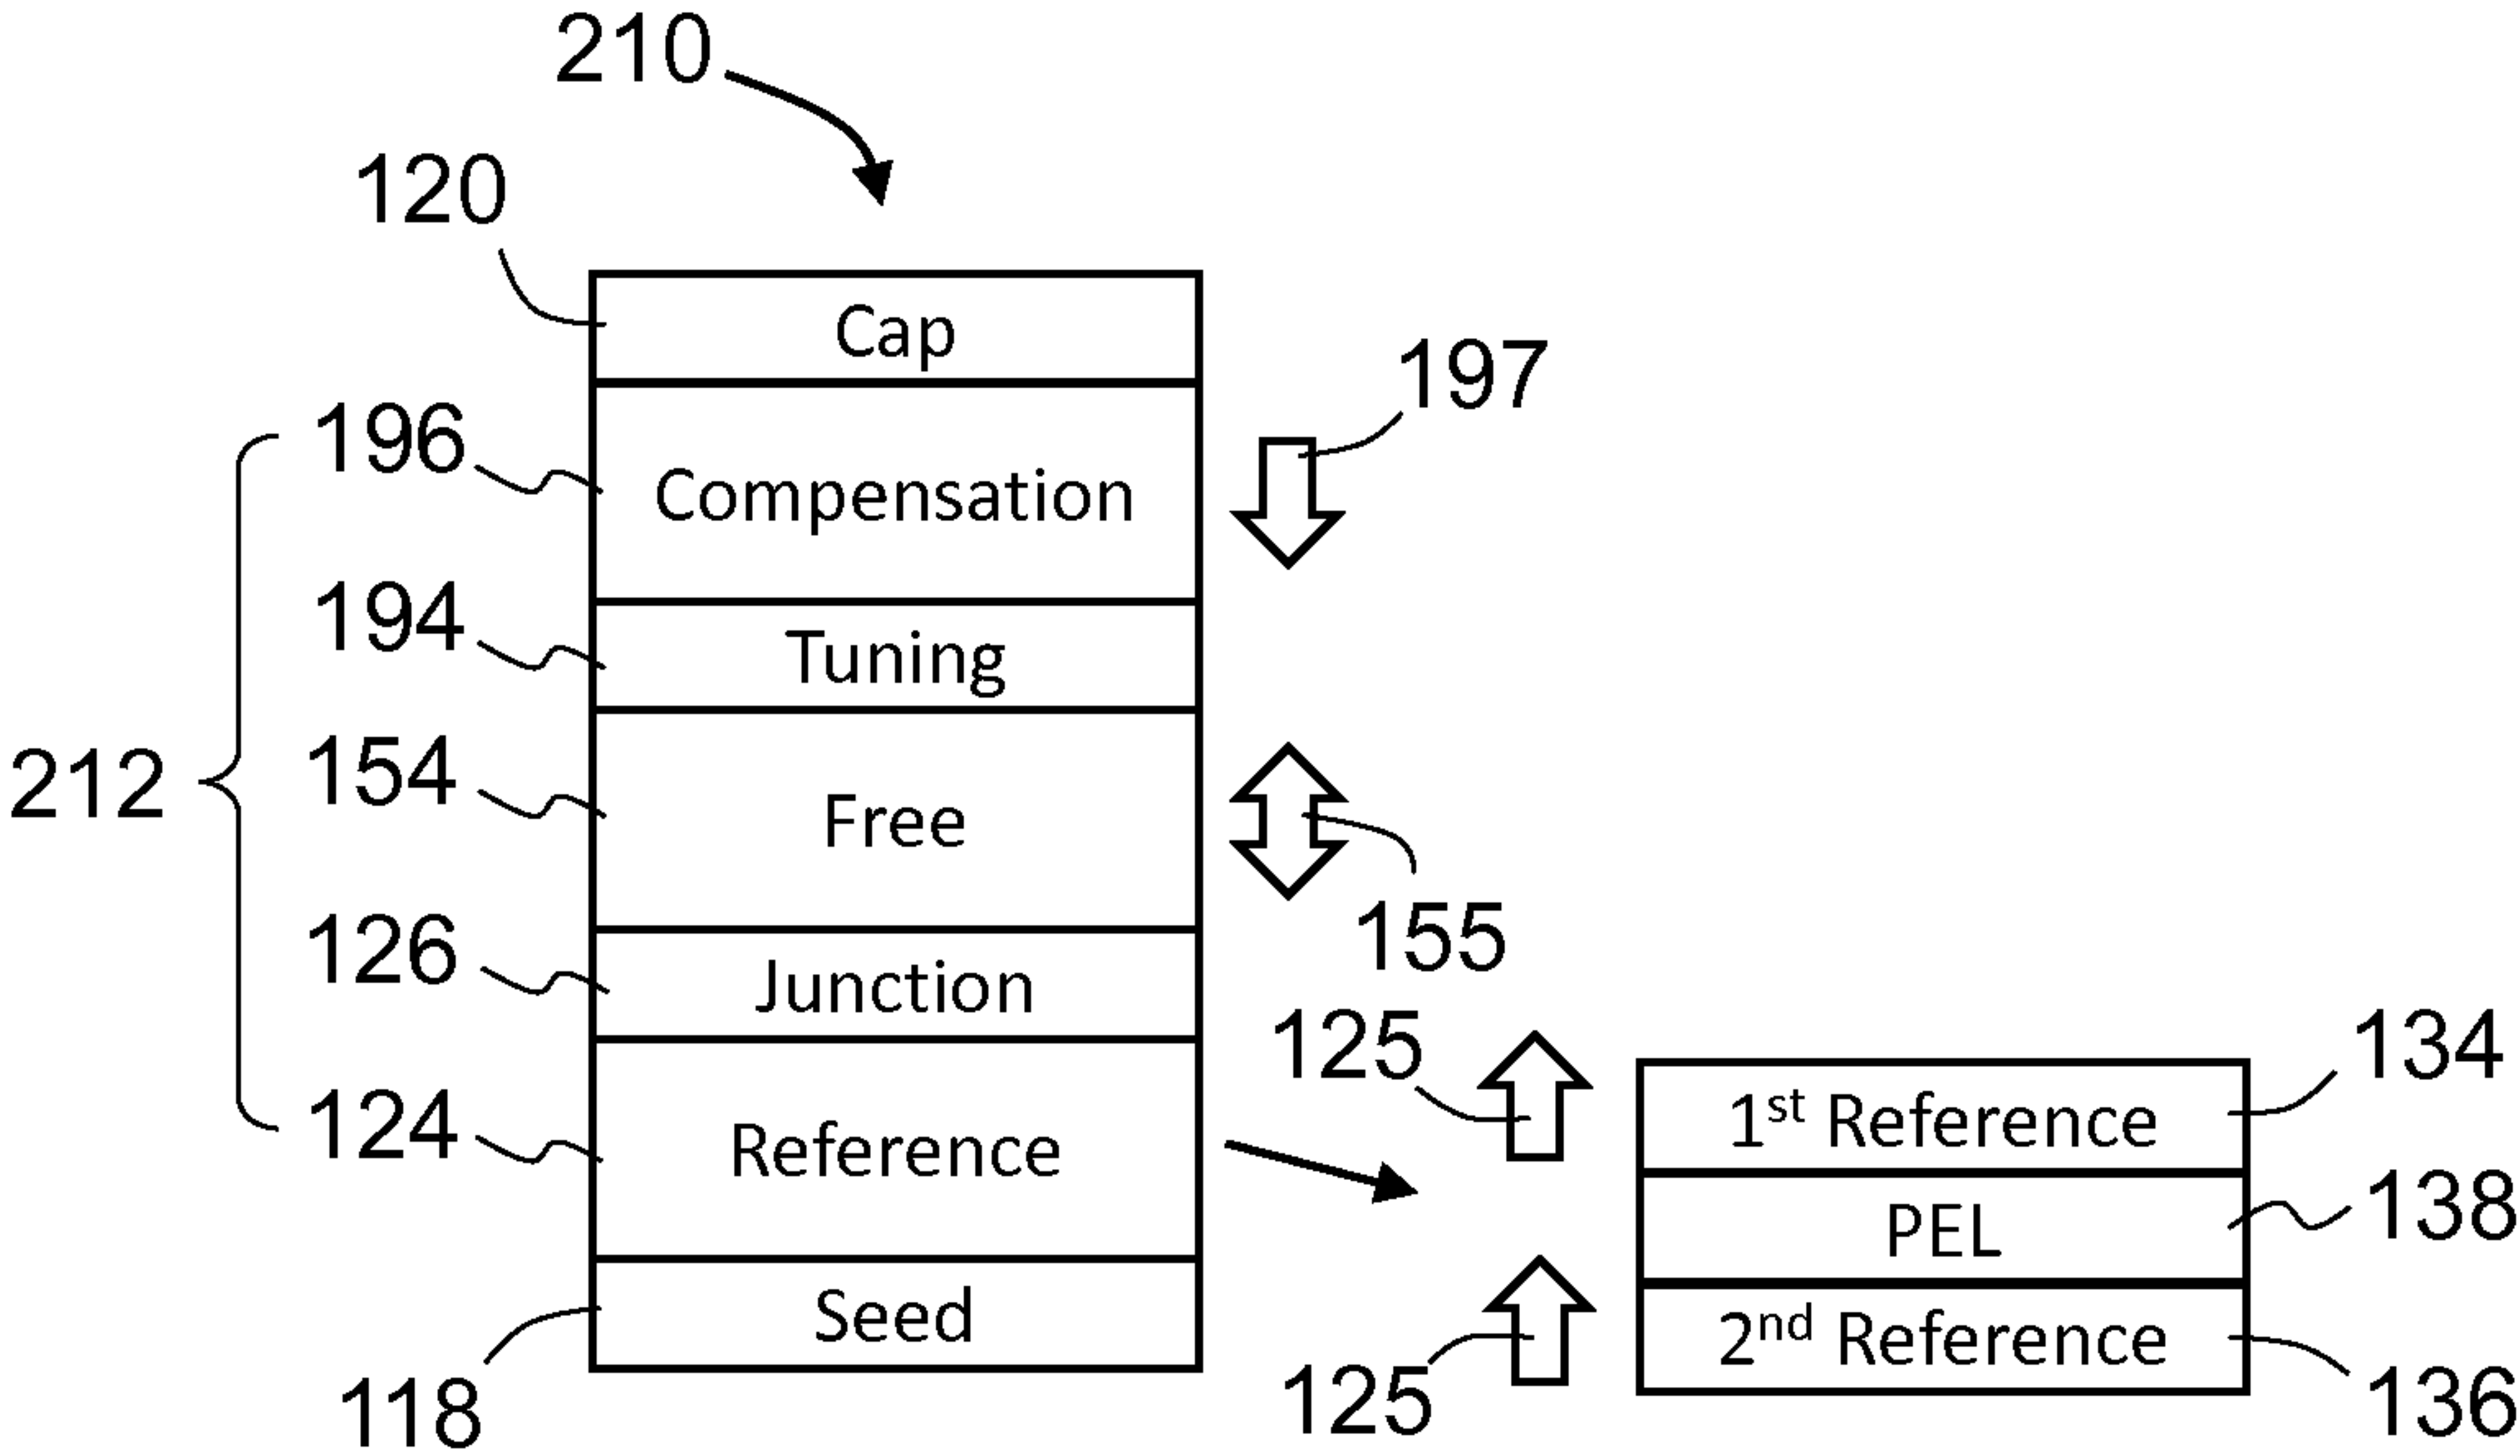 210
120
Cap
197
196
Compensation
194
Tuning
212
154
Free
155
126
Junction
125
134
1st Reference
124
Reference
138
PEL
118
Seed
125
2nd Reference
136